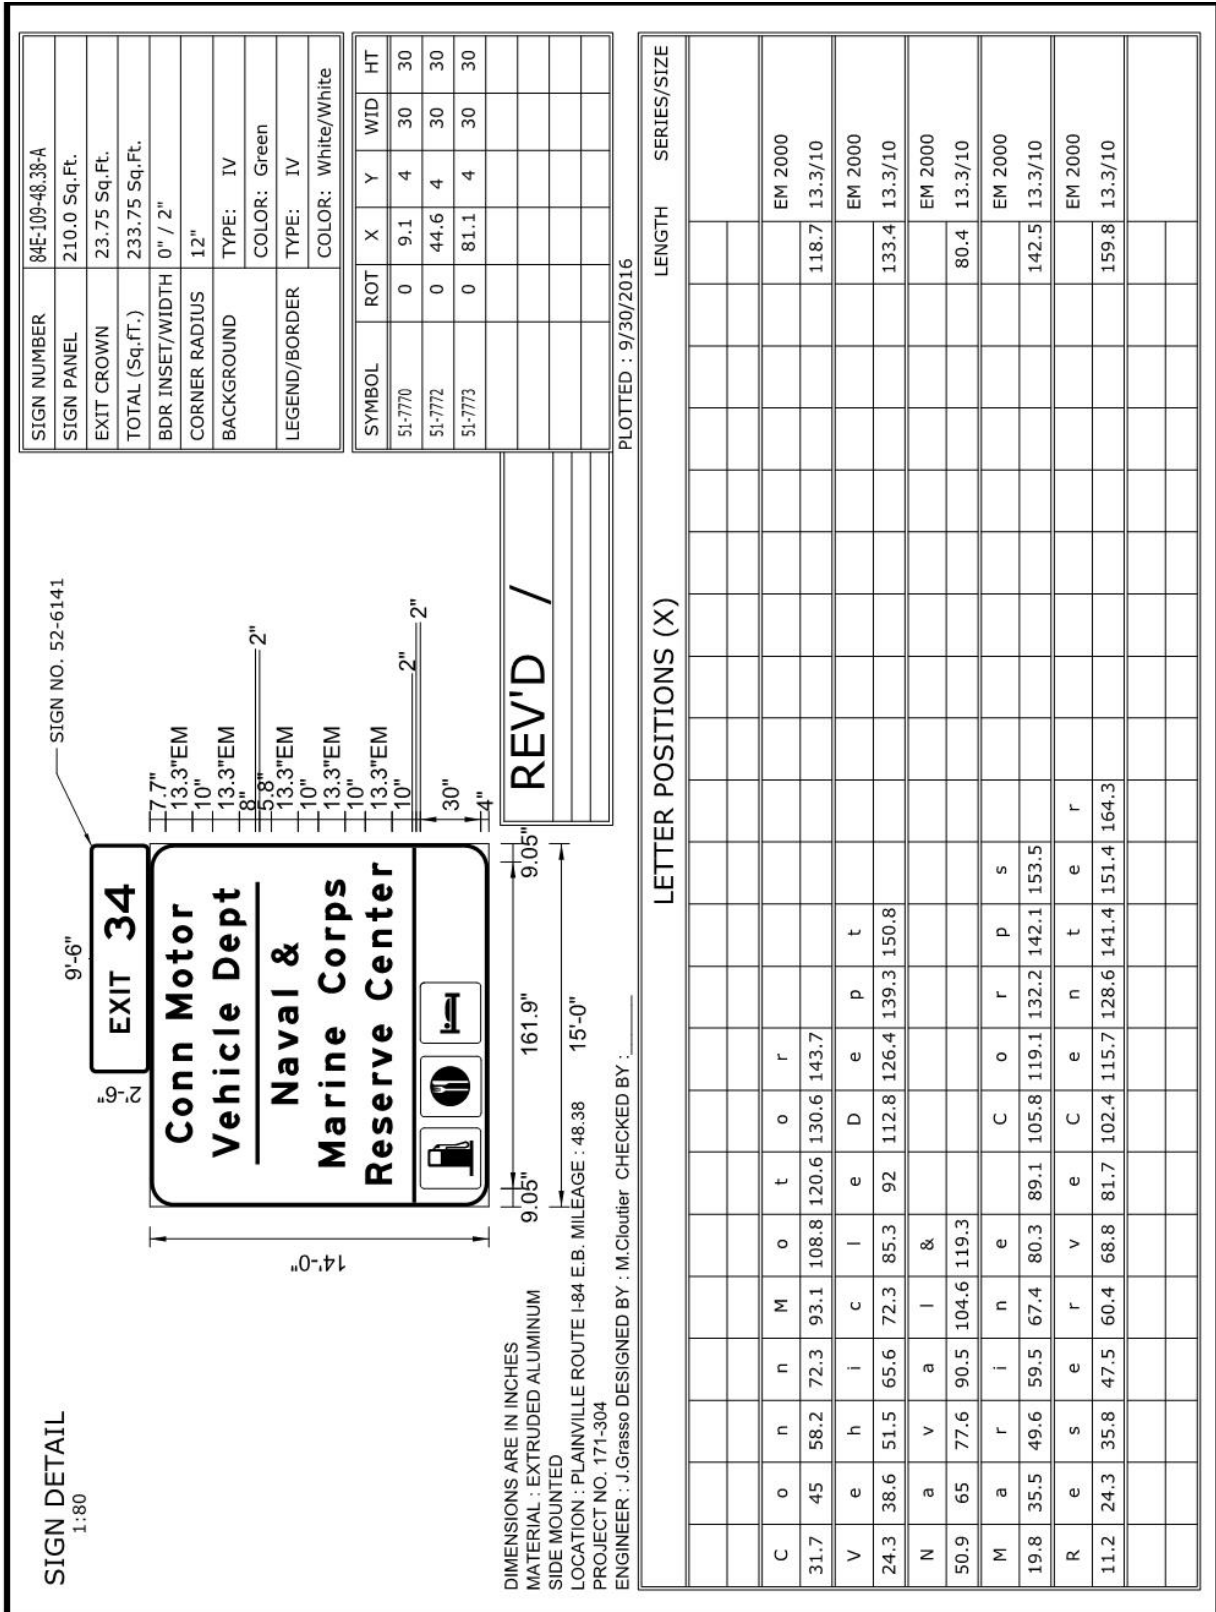 SIGN DETAIL
1:80
SIGN NO. 52-6141
9'-6"
2'-6"
EXIT 34
Conn Motor
Vehicle Dept
Naval &
Marine Corps
Reserve Center
14'-0"
7.7"
13.3"EM
10"
13.3"EM
8"
2"
5.8"
13.3"EM
10"
13.3"EM
10"
13.3"EM
10"
2"
2"
30"
4"
9.05" 161.9" 9.05"
15'-0"
SIGN NUMBER 84E-109-48.38-A
SIGN PANEL 210.0 Sq.Ft.
EXIT CROWN 23.75 Sq.Ft.
TOTAL (Sq.fT.) 233.75 Sq.Ft.
BDR INSET/WIDTH 0" / 2"
CORNER RADIUS 12"
BACKGROUND TYPE: IV
COLOR: Green
LEGEND/BORDER TYPE: IV
COLOR: White/White
SYMBOL ROT X Y WID HT
51-7770 0 9.1 4 30 30
51-7772 0 44.6 4 30 30
51-7773 0 81.1 4 30 30
REV'D /
DIMENSIONS ARE IN INCHES
MATERIAL : EXTRUDED ALUMINUM
SIDE MOUNTED
LOCATION : PLAINVILLE ROUTE I-84 E.B. MILEAGE : 48.38
PROJECT NO. 171-304
ENGINEER : J.Grasso DESIGNED BY : M.Cloutier CHECKED BY :______
PLOTTED : 9/30/2016
LETTER POSITIONS (X) LENGTH SERIES/SIZE
C o n n M o t o r EM 2000
31.7 45 58.2 72.3 93.1 108.8 120.6 130.6 143.7 118.7 13.3/10
V e h i c l e D e p t EM 2000
24.3 38.6 51.5 65.6 72.3 85.3 92 112.8 126.4 139.3 150.8 133.4 13.3/10
N a v a l & EM 2000
50.9 65 77.6 90.5 104.6 119.3 80.4 13.3/10
M a r i n e C o r p s EM 2000
19.8 35.5 49.6 59.5 67.4 80.3 89.1 105.8 119.1 132.2 142.1 153.5 142.5 13.3/10
R e s e r v e C e n t e r EM 2000
11.2 24.3 35.8 47.5 60.4 68.8 81.7 102.4 115.7 128.6 141.4 151.4 164.3 159.8 13.3/10